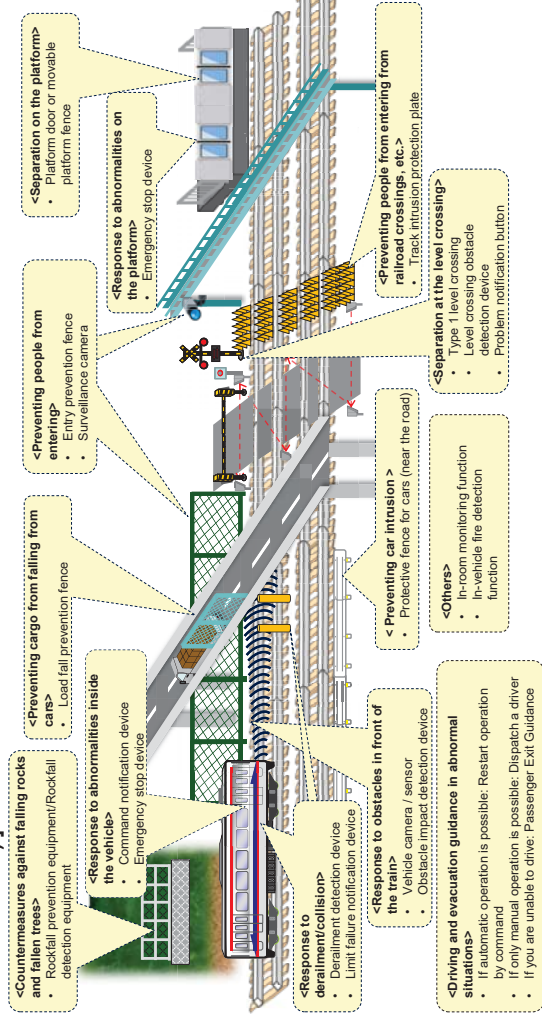 <Countermeasures against falling rocks
and fallen trees>
• Rockfall prevention equipment/Rockfall
detection equipment
<Preventing cargo from falling from
cars>
• Load fall prevention fence
<Preventing people from
entering>
• Entry prevention fence
• Surveillance camera
<Separation on the platform>
• Platform door or movable
platform fence
<Response to abnormalities inside
the vehicle>
• Command notification device
• Emergency stop device
<Response to abnormalities on
the platform>
• Emergency stop device
<Response to
derailment/collision>
• Derailment detection device
• Limit failure notification device
<Response to obstacles in front of
the train>
• Vehicle camera / sensor
• Obstacle impact detection device
< Preventing car intrusion >
• Protective fence for cars (near the road)
<Separation at the level crossing>
• Type 1 level crossing
• Level crossing obstacle
detection device
• Problem notification button
<Preventing people from entering from
railroad crossings, etc.>
• Track intrusion protection plate
<Driving and evacuation guidance in abnormal
situations>
• If automatic operation is possible: Restart operation
by command
• If only manual operation is possible: Dispatch a driver
• If you are unable to drive: Passenger Exit Guidance
<Others>
• In-room monitoring function
• In-vehicle fire detection
function